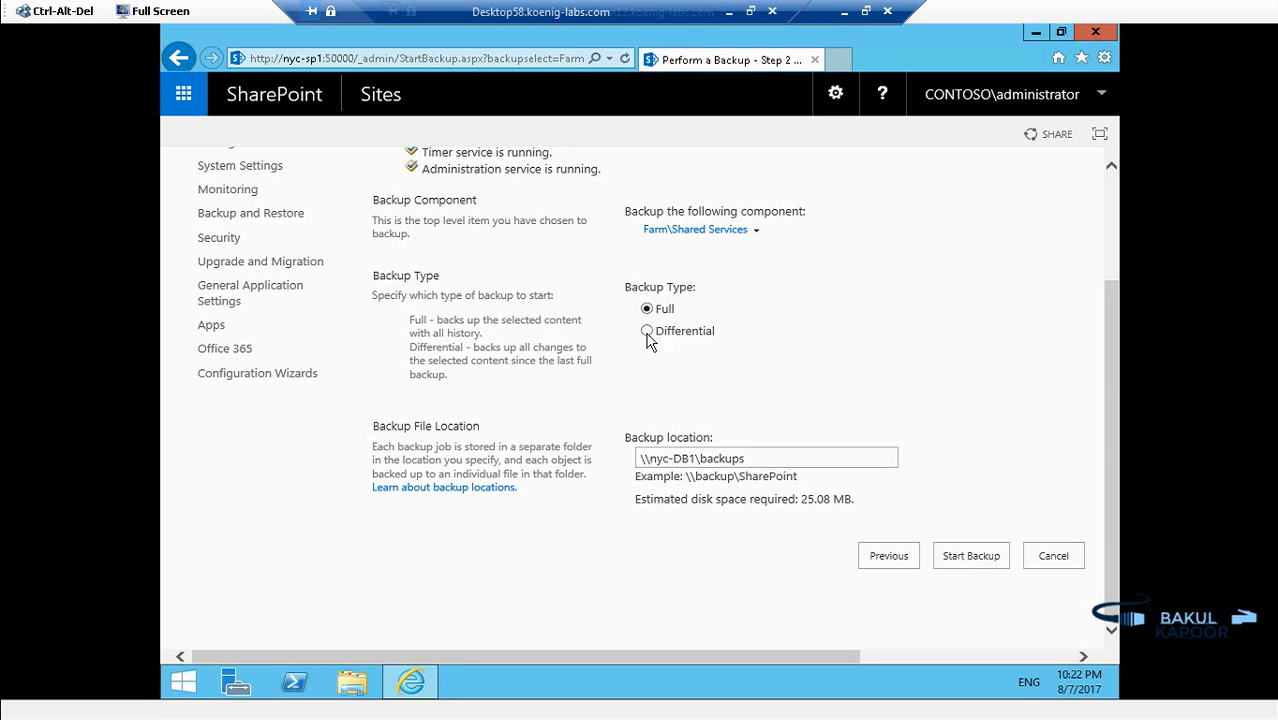 Ctrl-Alt-Del
Full Screen
Desktop58.koenig-labs.com
http://nyc-sp1:50000/_admin/StartBackup.aspx?backupselect=Farm
Perform a Backup - Step 2 ...
SharePoint
Sites
?
CONTOSO\administrator
SHARE
System Settings
Monitoring
Backup and Restore
Security
Upgrade and Migration
General Application
Settings
Apps
Office 365
Configuration Wizards
Timer service is running.
Administration service is running.
Backup Component
This is the top level item you have chosen to
backup.
Backup the following component:
Farm\Shared Services
Backup Type
Specify which type of backup to start:
Full - backs up the selected content
with all history.
Differential - backs up all changes to
the selected content since the last full
backup.
Backup Type:
Full
Differential
Backup File Location
Each backup job is stored in a separate folder
in the location you specify, and each object is
backed up to an individual file in that folder.
Learn about backup locations.
Backup location:
\\nyc-DB1\backups
Example: \\backup\SharePoint
Estimated disk space required: 25.08 MB.
Previous
Start Backup
Cancel
BAKUL
KAPOOR
ENG
10:22 PM
8/7/2017